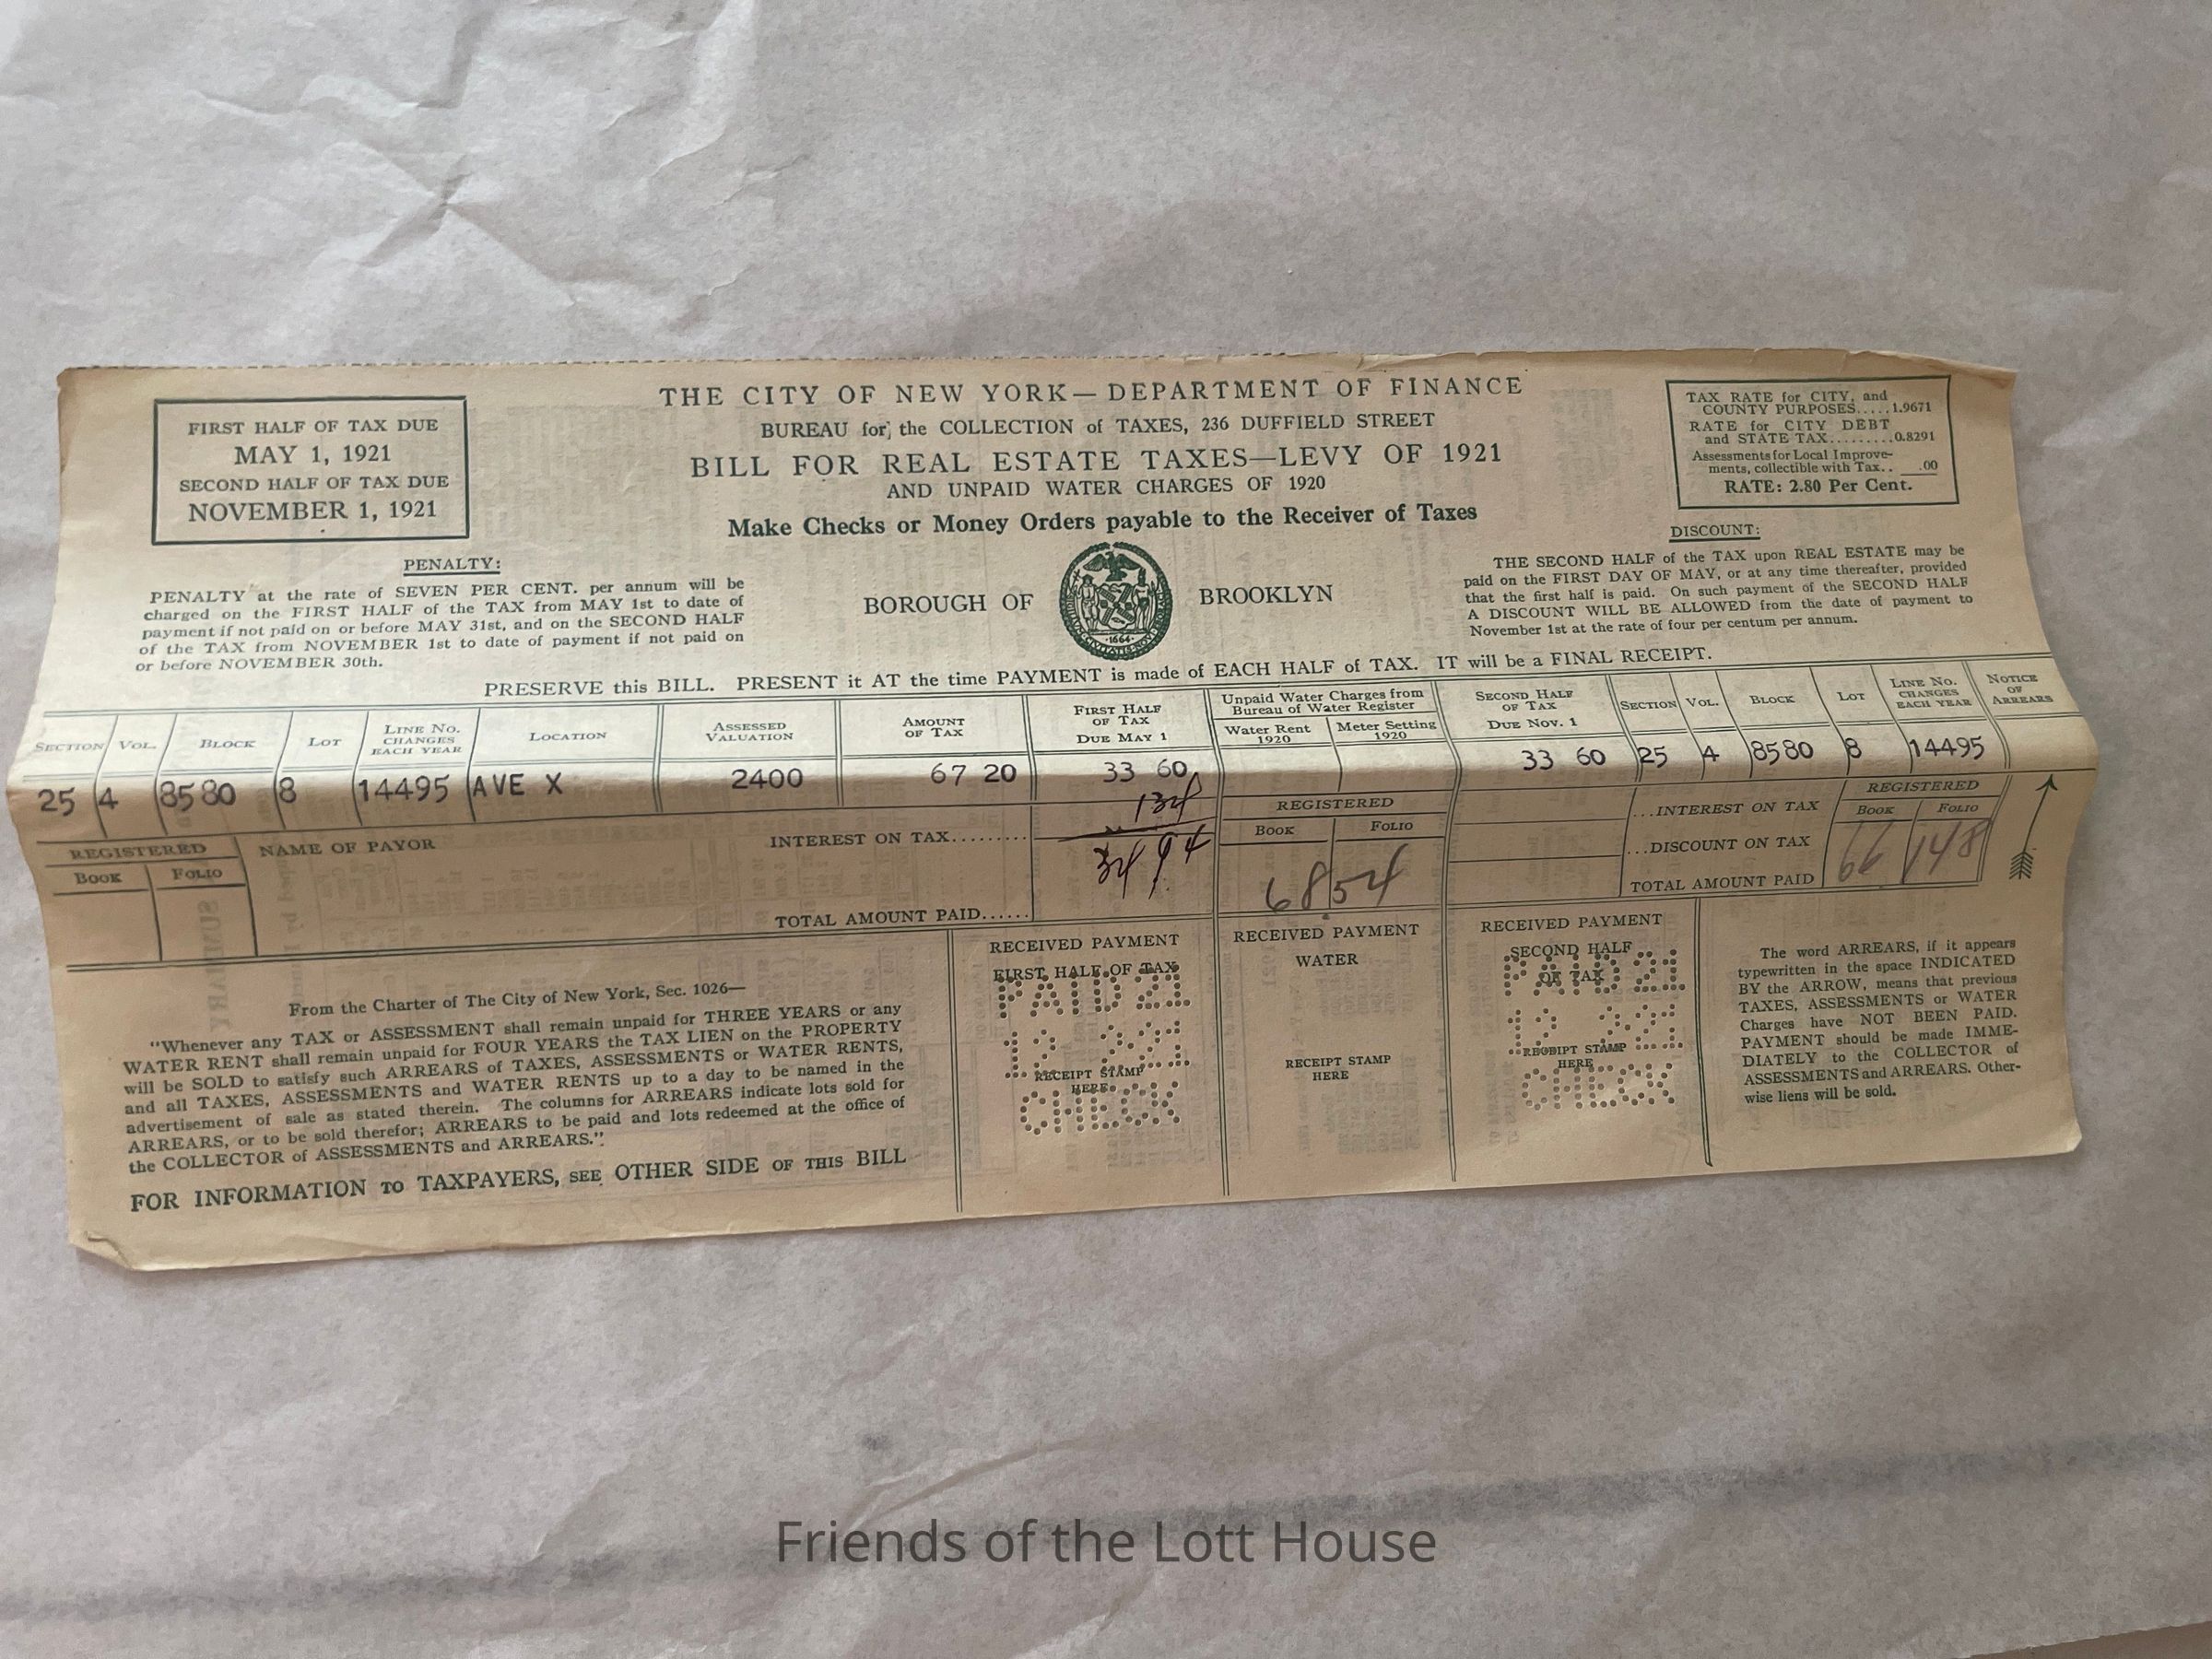 THE CITY OF NEW YORK—DEPARTMENT OF FINANCE
BUREAU for the COLLECTION of TAXES, 236 DUFFIELD STREET
BILL FOR REAL ESTATE TAXES—LEVY OF 1921
AND UNPAID WATER CHARGES OF 1920
Make Checks or Money Orders payable to the Receiver of Taxes
BOROUGH OF BROOKLYN
1664
FIRST HALF OF TAX DUE
MAY 1, 1921
SECOND HALF OF TAX DUE
NOVEMBER 1, 1921
PENALTY:
PENALTY at the rate of SEVEN PER CENT. per annum will be
charged on the FIRST HALF of the TAX from MAY 1st to date of
payment if not paid on or before MAY 31st, and on the SECOND HALF
of the TAX from NOVEMBER 1st to date of payment if not paid on
or before NOVEMBER 30th.
TAX RATE for CITY, and
COUNTY PURPOSES.....1.9671
RATE for CITY DEBT
and STATE TAX.........0.8291
Assessments for Local Improve-
ments, collectible with Tax.. .00
RATE: 2.80 Per Cent.
DISCOUNT:
THE SECOND HALF of the TAX upon REAL ESTATE may be
paid on the FIRST DAY OF MAY, or at any time thereafter, provided
that the first half is paid. On such payment of the SECOND HALF
A DISCOUNT WILL BE ALLOWED from the date of payment to
November 1st at the rate of four per centum per annum.
PRESERVE this BILL. PRESENT it AT the time PAYMENT is made of EACH HALF of TAX. IT will be a FINAL RECEIPT.
SECTION VOL. BLOCK LOT LINE NO. CHANGES EACH YEAR LOCATION ASSESSED VALUATION AMOUNT OF TAX FIRST HALF OF TAX DUE MAY 1 Unpaid Water Charges from Bureau of Water Register Water Rent 1920 Meter Setting 1920 SECOND HALF OF TAX DUE NOV. 1 SECTION VOL. BLOCK LOT LINE NO. CHANGES EACH YEAR NOTICE OF ARREARS
25 4 8580 8 14495 AVE X 2400 67 20 33 60 33 60 25 4 8580 8 14495
REGISTERED
BOOK FOLIO
NAME OF PAYOR
INTEREST ON TAX......... 134
34 94
TOTAL AMOUNT PAID......
REGISTERED
BOOK FOLIO
68 54
...INTEREST ON TAX
...DISCOUNT ON TAX
TOTAL AMOUNT PAID
REGISTERED
BOOK FOLIO
66 148
From the Charter of The City of New York, Sec. 1026—
"Whenever any TAX or ASSESSMENT shall remain unpaid for THREE YEARS or any
WATER RENT shall remain unpaid for FOUR YEARS the TAX LIEN on the PROPERTY
will be SOLD to satisfy such ARREARS of TAXES, ASSESSMENTS or WATER RENTS,
and all TAXES, ASSESSMENTS and WATER RENTS up to a day to be named in the
advertisement of sale as stated therein. The columns for ARREARS indicate lots sold for
ARREARS, or to be sold therefor; ARREARS to be paid and lots redeemed at the office of
the COLLECTOR of ASSESSMENTS and ARREARS."
FOR INFORMATION TO TAXPAYERS, SEE OTHER SIDE OF THIS BILL
RECEIVED PAYMENT
FIRST HALF OF TAX
PAID 21
12 2 21
RECEIPT STAMP
HERE
CHECK
RECEIVED PAYMENT
WATER
RECEIPT STAMP
HERE
RECEIVED PAYMENT
SECOND HALF
OF TAX
PAID 21
12 2 21
RECEIPT STAMP
HERE
CHECK
The word ARREARS, if it appears
typewritten in the space INDICATED
BY the ARROW, means that previous
TAXES, ASSESSMENTS or WATER
Charges have NOT BEEN PAID.
PAYMENT should be made IMME-
DIATELY to the COLLECTOR of
ASSESSMENTS and ARREARS. Other-
wise liens will be sold.
Friends of the Lott House